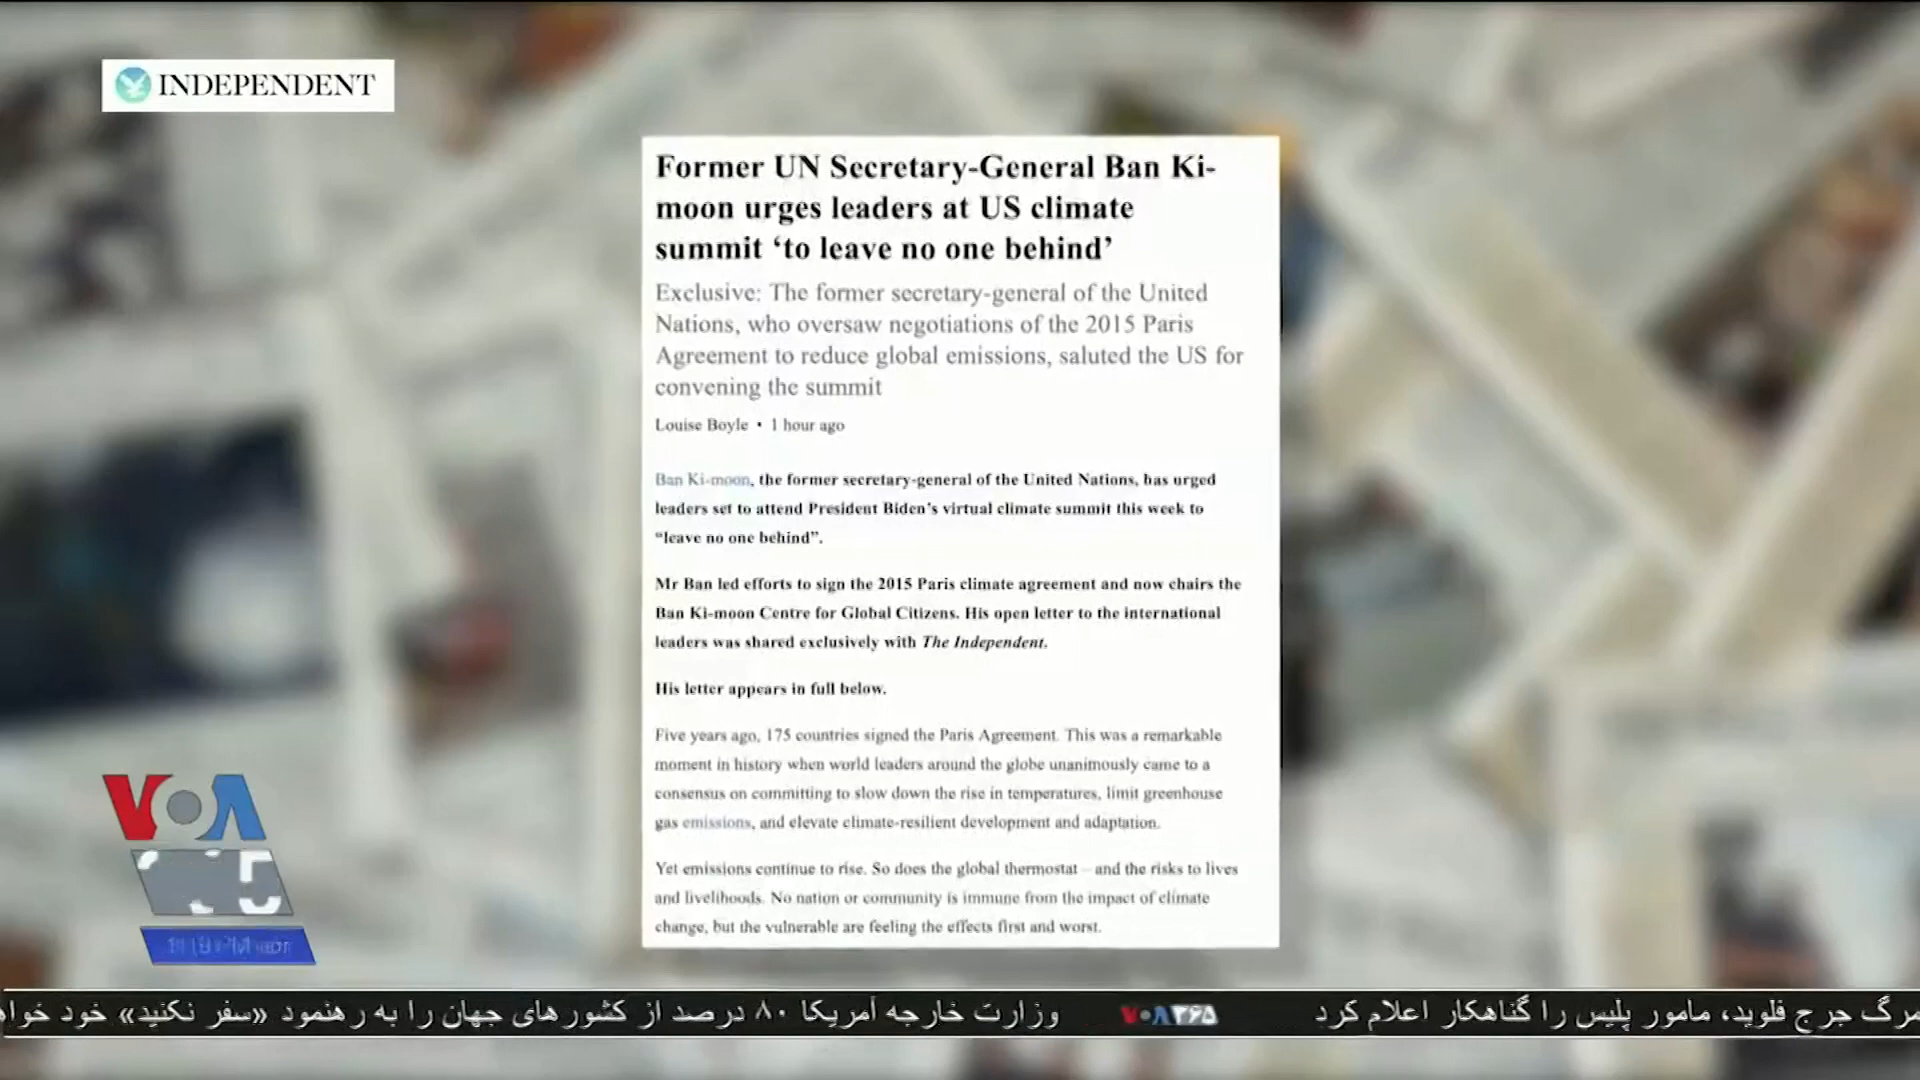 INDEPENDENT
Former UN Secretary-General Ban Ki-
moon urges leaders at US climate
summit ‘to leave no one behind’
Exclusive: The former secretary-general of the United
Nations, who oversaw negotiations of the 2015 Paris
Agreement to reduce global emissions, saluted the US for
convening the summit
Louise Boyle • 1 hour ago
Ban Ki-moon, the former secretary-general of the United Nations, has urged
leaders set to attend President Biden’s virtual climate summit this week to
“leave no one behind”.
Mr Ban led efforts to sign the 2015 Paris climate agreement and now chairs the
Ban Ki-moon Centre for Global Citizens. His open letter to the international
leaders was shared exclusively with The Independent.
His letter appears in full below.
Five years ago, 175 countries signed the Paris Agreement. This was a remarkable
moment in history when world leaders around the globe unanimously came to a
consensus on committing to slow down the rise in temperatures, limit greenhouse
gas emissions, and elevate climate-resilient development and adaptation.
Yet emissions continue to rise. So does the global thermostat – and the risks to lives
and livelihoods. No nation or community is immune from the impact of climate
change, but the vulnerable are feeling the effects first and worst.
VOA
مرگ جرج فلوید، مامور پلیس را گناهکار اعلام کرد VOA۳۶۵ وزارت خارجه آمریکا ۸۰ درصد از کشورهای جهان را به رهنمود «سفر نکنید» خود